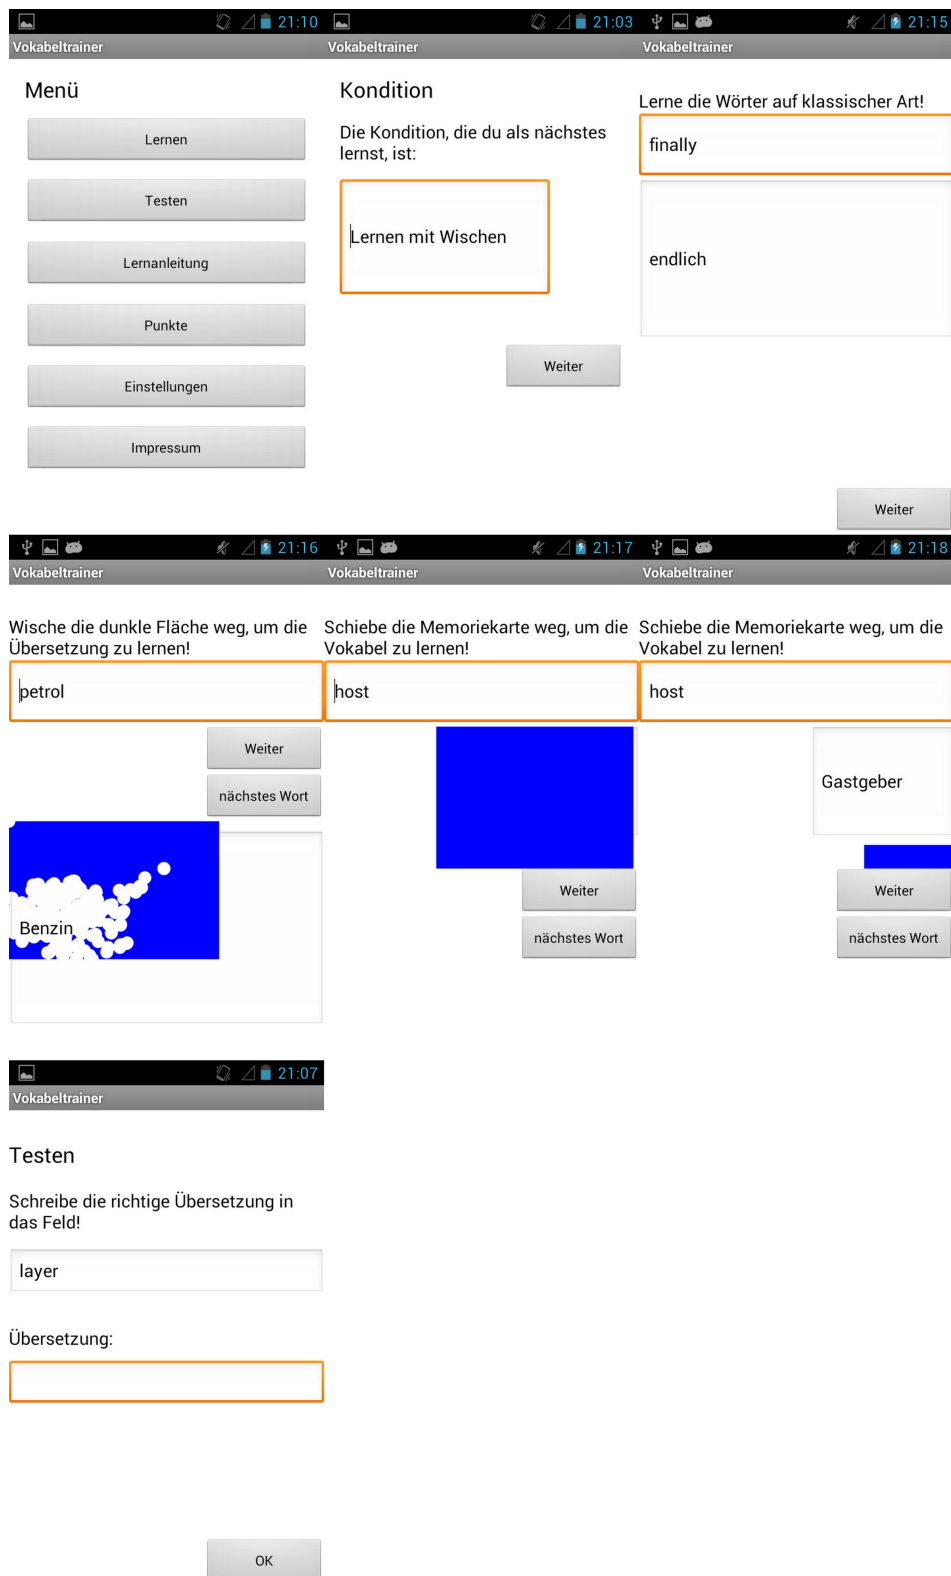 21:10
Vokabeltrainer
Menü
Lernen
Testen
Lernanleitung
Punkte
Einstellungen
Impressum
21:03
Vokabeltrainer
Kondition
Die Kondition, die du als nächstes
lernst, ist:
Lernen mit Wischen
Weiter
21:15
Vokabeltrainer
Lerne die Wörter auf klassischer Art!
finally
endlich
Weiter
21:16
Vokabeltrainer
Wische die dunkle Fläche weg, um die
Übersetzung zu lernen!
petrol
Weiter
nächstes Wort
Benzin
21:17
Vokabeltrainer
Schiebe die Memoriekarte weg, um die
Vokabel zu lernen!
host
Weiter
nächstes Wort
21:18
Vokabeltrainer
Schiebe die Memoriekarte weg, um die
Vokabel zu lernen!
host
Gastgeber
Weiter
nächstes Wort
21:07
Vokabeltrainer
Testen
Schreibe die richtige Übersetzung in
das Feld!
layer
Übersetzung:
OK